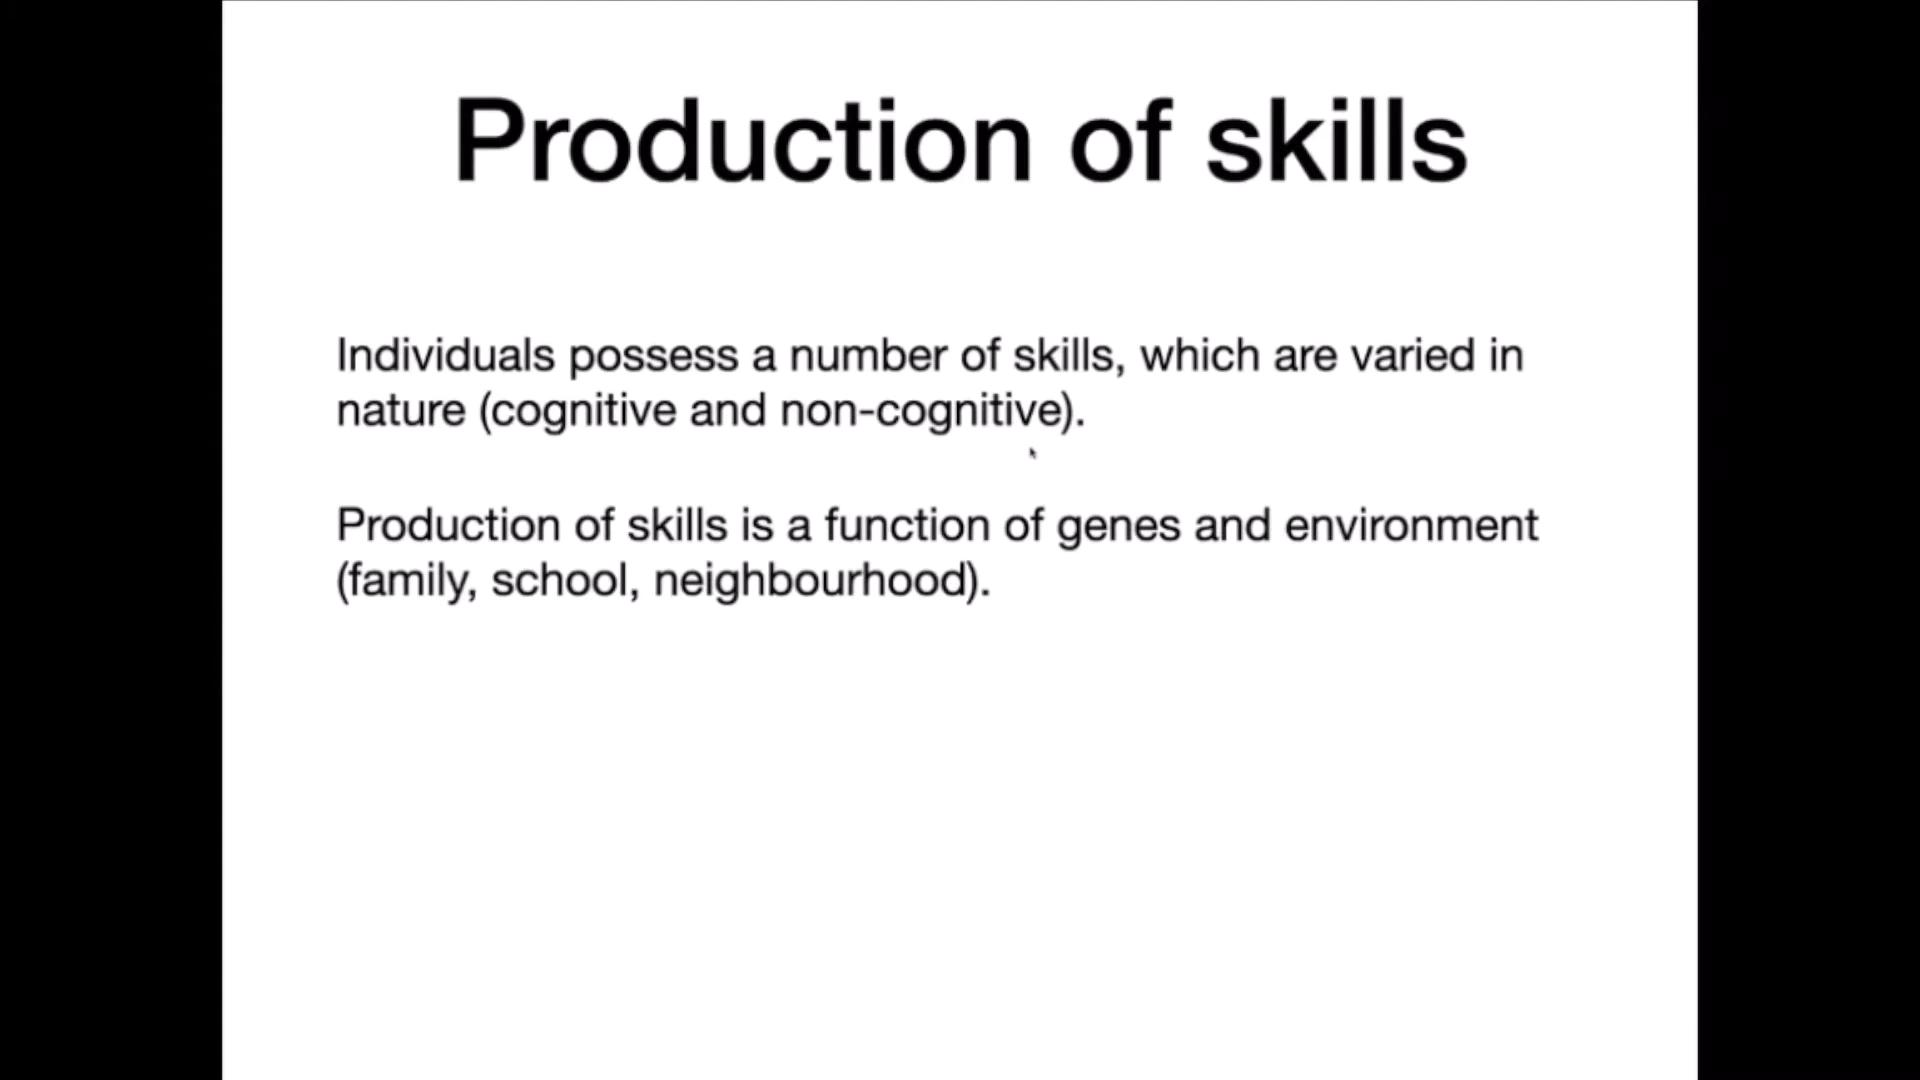 Production of skills
Individuals possess a number of skills, which are varied in
nature (cognitive and non-cognitive).
Production of skills is a function of genes and environment
(family, school, neighbourhood).